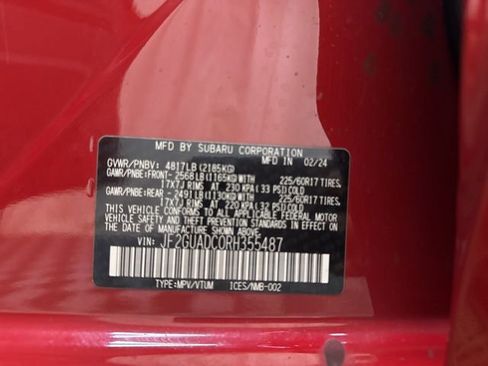 MFD BY SUBARU CORPORATION
GVWR/PNBV: 4817LB(2185KG) IN 02/24
GAWR/PNBE:FRONT- 2568LB(1165KG)WITH 225/60R17 TIRES,
17X7J RIMS AT 230 KPA(33 PSI)COLD
GAWR/PNBE:REAR - 2491LB(1130KG)WITH 225/60R17 TIRES,
17X7J RIMS AT 220 KPA(32 PSI)COLD
THIS VEHICLE CONFORMS TO ALL APPLICABLE FEDERAL
MOTOR VEHICLE SAFETY AND BUMPER STANDARDS IN EFFECT ON THE
DATE OF MANUFACTURE SHOWN ABOVE.
VIN: JF2GUADC0RH355487
TYPE:MPV/VTUM ICES/NMB-002